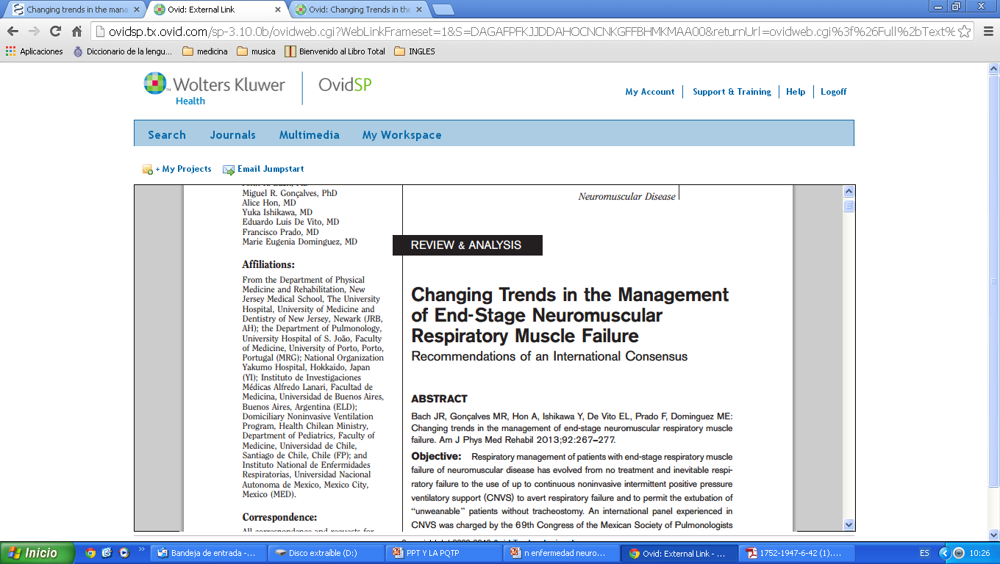 Changing trends in the mana
Ovid: External Link
Ovid: Changing Trends in the
ovidsp.tx.ovid.com/sp-3.10.0b/ovidweb.cgi?WebLinkFrameset=1&S=DAGAFPFKJJDDAHOCNCNKGFFBHMKMAA00&returnUrl=ovidweb.cgi%3f%26Full%2bText%
Aplicaciones
Diccionario de la lengu...
medicina
musica
Bienvenido al Libro Total
INGLES
Wolters Kluwer
Health
OvidSP
My Account
Support & Training
Help
Logoff
Search
Journals
Multimedia
My Workspace
+ My Projects
Email Jumpstart
Miguel R. Gonçalves, PhD
Alice Hon, MD
Yuka Ishikawa, MD
Eduardo Luis De Vito, MD
Francisco Prado, MD
Marie Eugenia Dominguez, MD
Affiliations:
From the Department of Physical
Medicine and Rehabilitation, New
Jersey Medical School, The University
Hospital, University of Medicine and
Dentistry of New Jersey, Newark (JRB,
AH); the Department of Pulmonology,
University Hospital of S. João, Faculty
of Medicine, University of Porto, Porto,
Portugal (MRG); National Organization
Yakumo Hospital, Hokkaido, Japan
(YI); Instituto de Investigaciones
Médicas Alfredo Lanari, Facultad de
Medicina, Universidad de Buenos Aires,
Buenos Aires, Argentina (ELD);
Domiciliary Noninvasive Ventilation
Program, Health Chilean Ministry,
Department of Pediatrics, Faculty of
Medicine, Universidad de Chile,
Santiago de Chile, Chile (FP); and
Instituto National de Enfermedades
Respiratorias, Universidad Nacional
Autonoma de Mexico, Mexico City,
Mexico (MED).
Correspondence:
All correspondence and requests for
Neuromuscular Disease
REVIEW & ANALYSIS
Changing Trends in the Management
of End-Stage Neuromuscular
Respiratory Muscle Failure
Recommendations of an International Consensus
ABSTRACT
Bach JR, Gonçalves MR, Hon A, Ishikawa Y, De Vito EL, Prado F, Dominguez ME:
Changing trends in the management of end-stage neuromuscular respiratory muscle
failure. Am J Phys Med Rehabil 2013;92:267–277.
Objective: Respiratory management of patients with end-stage respiratory muscle
failure of neuromuscular disease has evolved from no treatment and inevitable respi-
ratory failure to the use of up to continuous noninvasive intermittent positive pressure
ventilatory support (CNVS) to avert respiratory failure and to permit the extubation of
“unweanable” patients without tracheostomy. An international panel experienced in
CNVS was charged by the 69th Congress of the Mexican Society of Pulmonologists
Inicio
Bandeja de entrada -...
Disco extraíble (D:)
PPT Y LA PQTP
n enfermedad neuro...
Ovid: External Link - ...
1752-1947-6-42 (1)....
ES
10:26